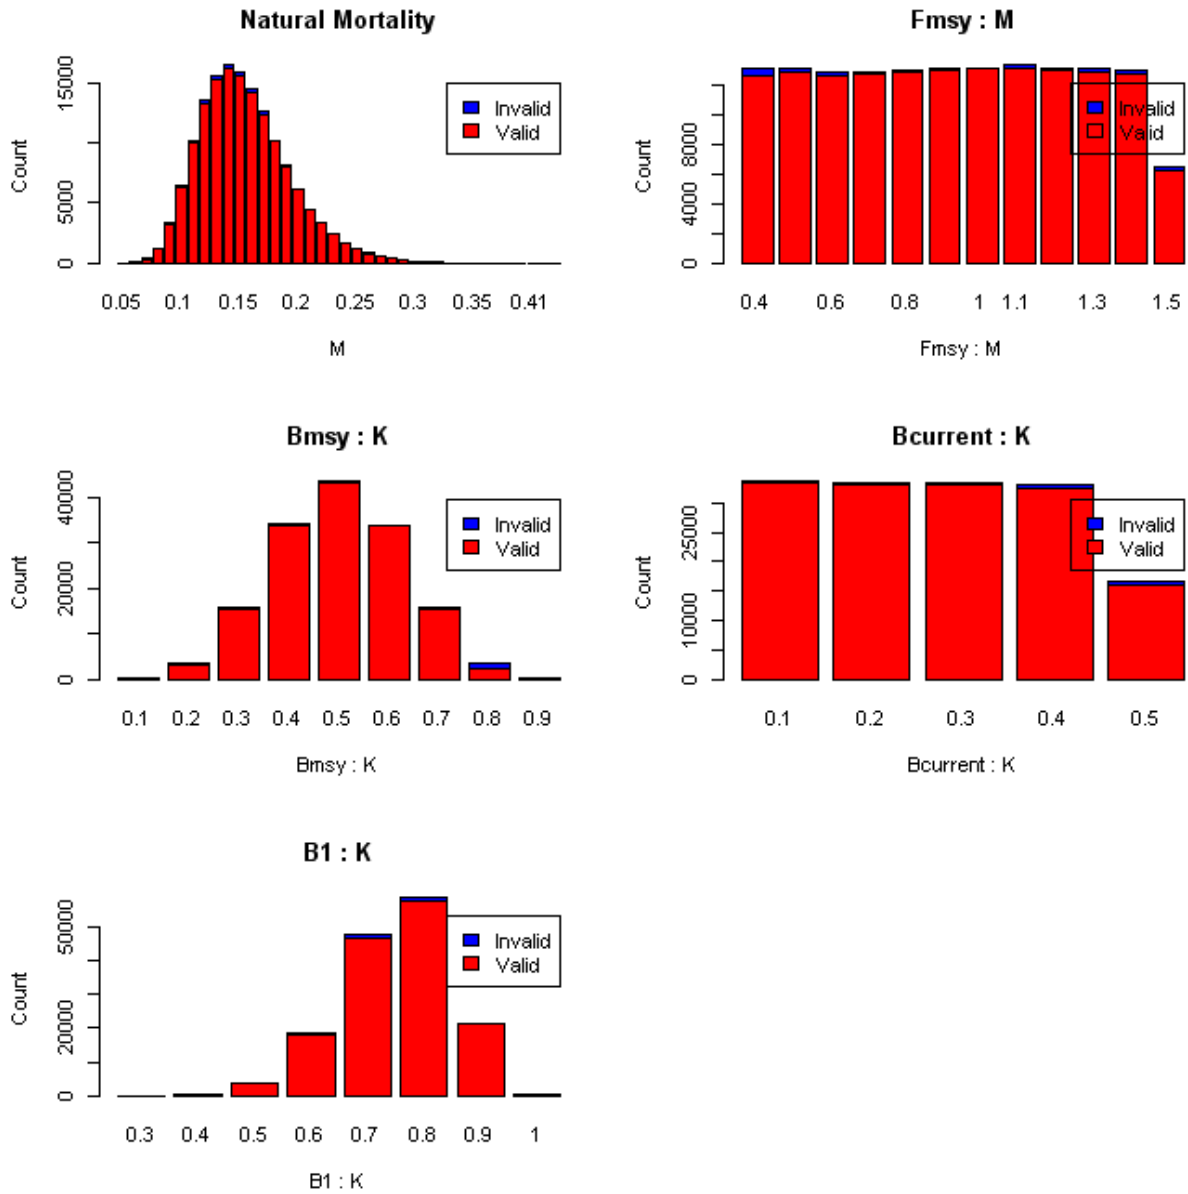 Natural Mortality
Count
15000
5000
0
Invalid
Valid
0.05 0.1 0.15 0.2 0.25 0.3 0.35 0.41
M
Fmsy : M
Count
8000
4000
0
Invalid
Valid
0.4 0.6 0.8 1 1.1 1.3 1.5
Fmsy : M
Bmsy : K
Count
40000
20000
0
Invalid
Valid
0.1 0.2 0.3 0.4 0.5 0.6 0.7 0.8 0.9
Bmsy : K
Bcurrent : K
Count
25000
10000
0
Invalid
Valid
0.1 0.2 0.3 0.4 0.5
Bcurrent : K
B1 : K
Count
50000
20000
0
Invalid
Valid
0.3 0.4 0.5 0.6 0.7 0.8 0.9 1
B1 : K